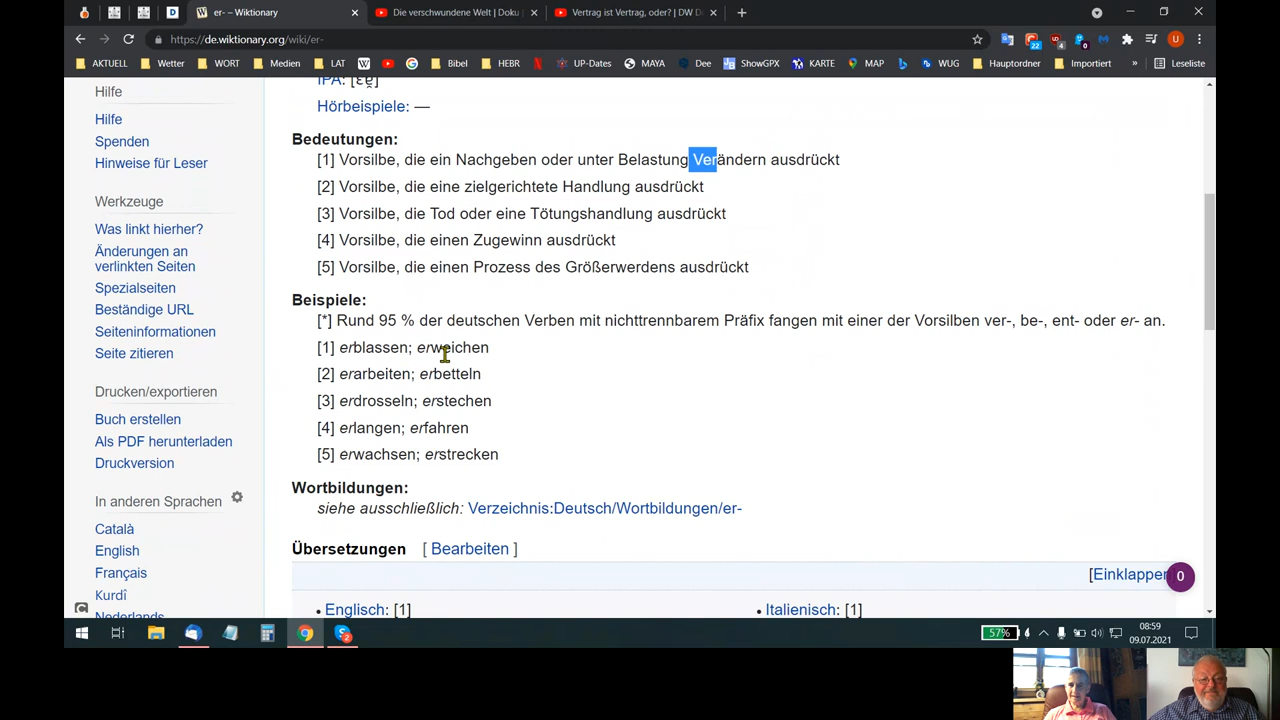 er- – Wiktionary
Die verschwundene Welt | Doku |
Vertrag ist Vertrag, oder? | DW D
https://de.wiktionary.org/wiki/er-
22
4
0
U
AKTUELL
Wetter
WORT
Medien
LAT
Bibel
HEBR
UP-Dates
MAYA
Dee
ShowGPX
KARTE
MAP
WUG
Hauptordner
Importiert
»
Leseliste
Hilfe
Hilfe
Spenden
Hinweise für Leser
Werkzeuge
Was linkt hierher?
Änderungen an
verlinkten Seiten
Spezialseiten
Beständige URL
Seiteninformationen
Seite zitieren
Drucken/exportieren
Buch erstellen
Als PDF herunterladen
Druckversion
In anderen Sprachen
Català
English
Français
Kurdî
Nederlands
IPA: [ɛɐ̯]
Hörbeispiele: —
Bedeutungen:
[1] Vorsilbe, die ein Nachgeben oder unter Belastung Verändern ausdrückt
[2] Vorsilbe, die eine zielgerichtete Handlung ausdrückt
[3] Vorsilbe, die Tod oder eine Tötungshandlung ausdrückt
[4] Vorsilbe, die einen Zugewinn ausdrückt
[5] Vorsilbe, die einen Prozess des Größerwerdens ausdrückt
Beispiele:
[*] Rund 95 % der deutschen Verben mit nichttrennbarem Präfix fangen mit einer der Vorsilben ver-, be-, ent- oder er- an.
[1] erblassen; erweichen
[2] erarbeiten; erbetteln
[3] erdrosseln; erstechen
[4] erlangen; erfahren
[5] erwachsen; erstrecken
Wortbildungen:
siehe ausschließlich: Verzeichnis:Deutsch/Wortbildungen/er-
Übersetzungen [ Bearbeiten ]
[Einklappen
0
• Englisch: [1]
• Italienisch: [1]
57%
08:59
09.07.2021